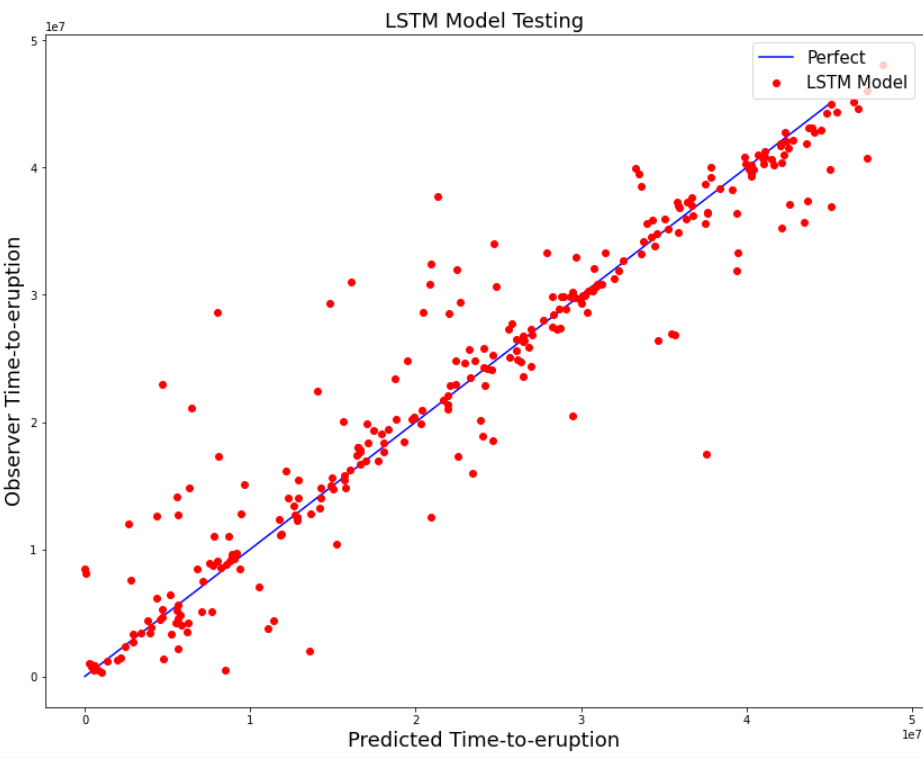 LSTM Model Testing
1e7
5
4
3
2
1
0
Observer Time-to-eruption
Perfect
LSTM Model
0 1 2 3 4 5
1e7
Predicted Time-to-eruption